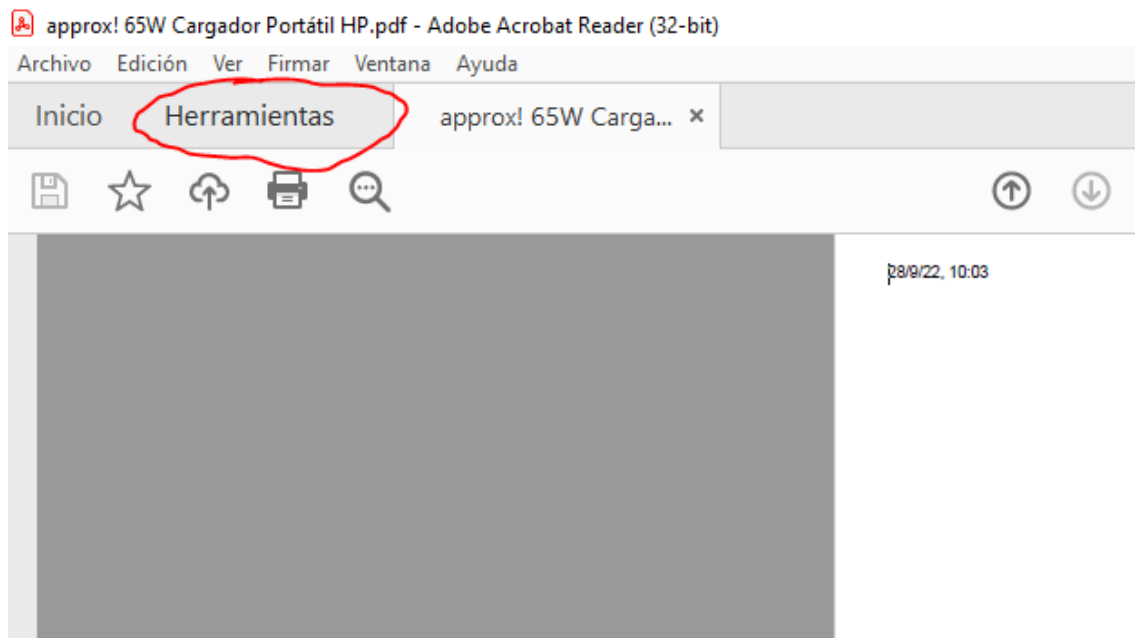 approx! 65W Cargador Portátil HP.pdf - Adobe Acrobat Reader (32-bit)
Archivo Edición Ver Firmar Ventana Ayuda
Inicio Herramientas approx! 65W Carga... ×
28/9/22, 10:03